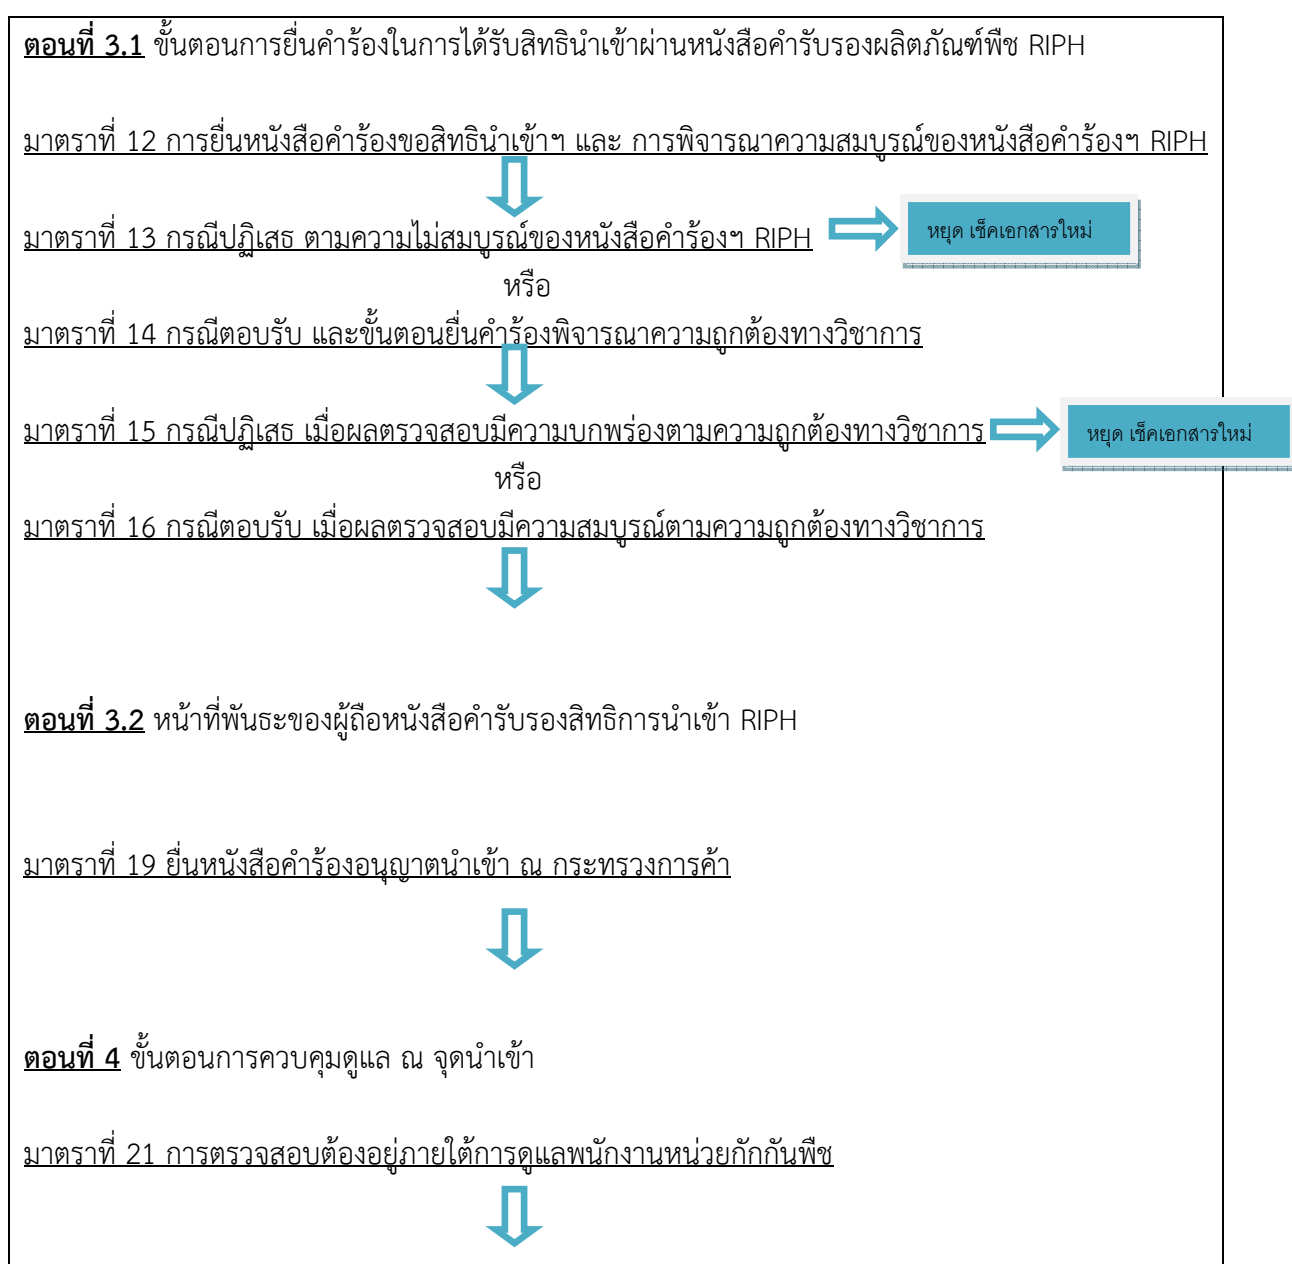 ตอนที่ 3.1 ขั้นตอนการยื่นคำร้องในการได้รับสิทธินำเข้าผ่านหนังสือคำรับรองผลิตภัณฑ์พืช RIPH
มาตราที่ 12 การยื่นหนังสือคำร้องขอสิทธินำเข้าฯ และ การพิจารณาความสมบูรณ์ของหนังสือคำร้องฯ RIPH
มาตราที่ 13 กรณีปฏิเสธ ตามความไม่สมบูรณ์ของหนังสือคำร้องฯ RIPH
หยุด เช็คเอกสารใหม่
หรือ
มาตราที่ 14 กรณีตอบรับ และขั้นตอนยื่นคำร้องพิจารณาความถูกต้องทางวิชาการ
มาตราที่ 15 กรณีปฏิเสธ เมื่อผลตรวจสอบมีความบกพร่องตามความถูกต้องทางวิชาการ
หยุด เช็คเอกสารใหม่
หรือ
มาตราที่ 16 กรณีตอบรับ เมื่อผลตรวจสอบมีความสมบูรณ์ตามความถูกต้องทางวิชาการ
ตอนที่ 3.2 หน้าที่พันธะของผู้ถือหนังสือคำรับรองสิทธิการนำเข้า RIPH
มาตราที่ 19 ยื่นหนังสือคำร้องอนุญาตนำเข้า ณ กระทรวงการค้า
ตอนที่ 4 ขั้นตอนการควบคุมดูแล ณ จุดนำเข้า
มาตราที่ 21 การตรวจสอบต้องอยู่ภายใต้การดูแลพนักงานหน่วยกักกันพืช